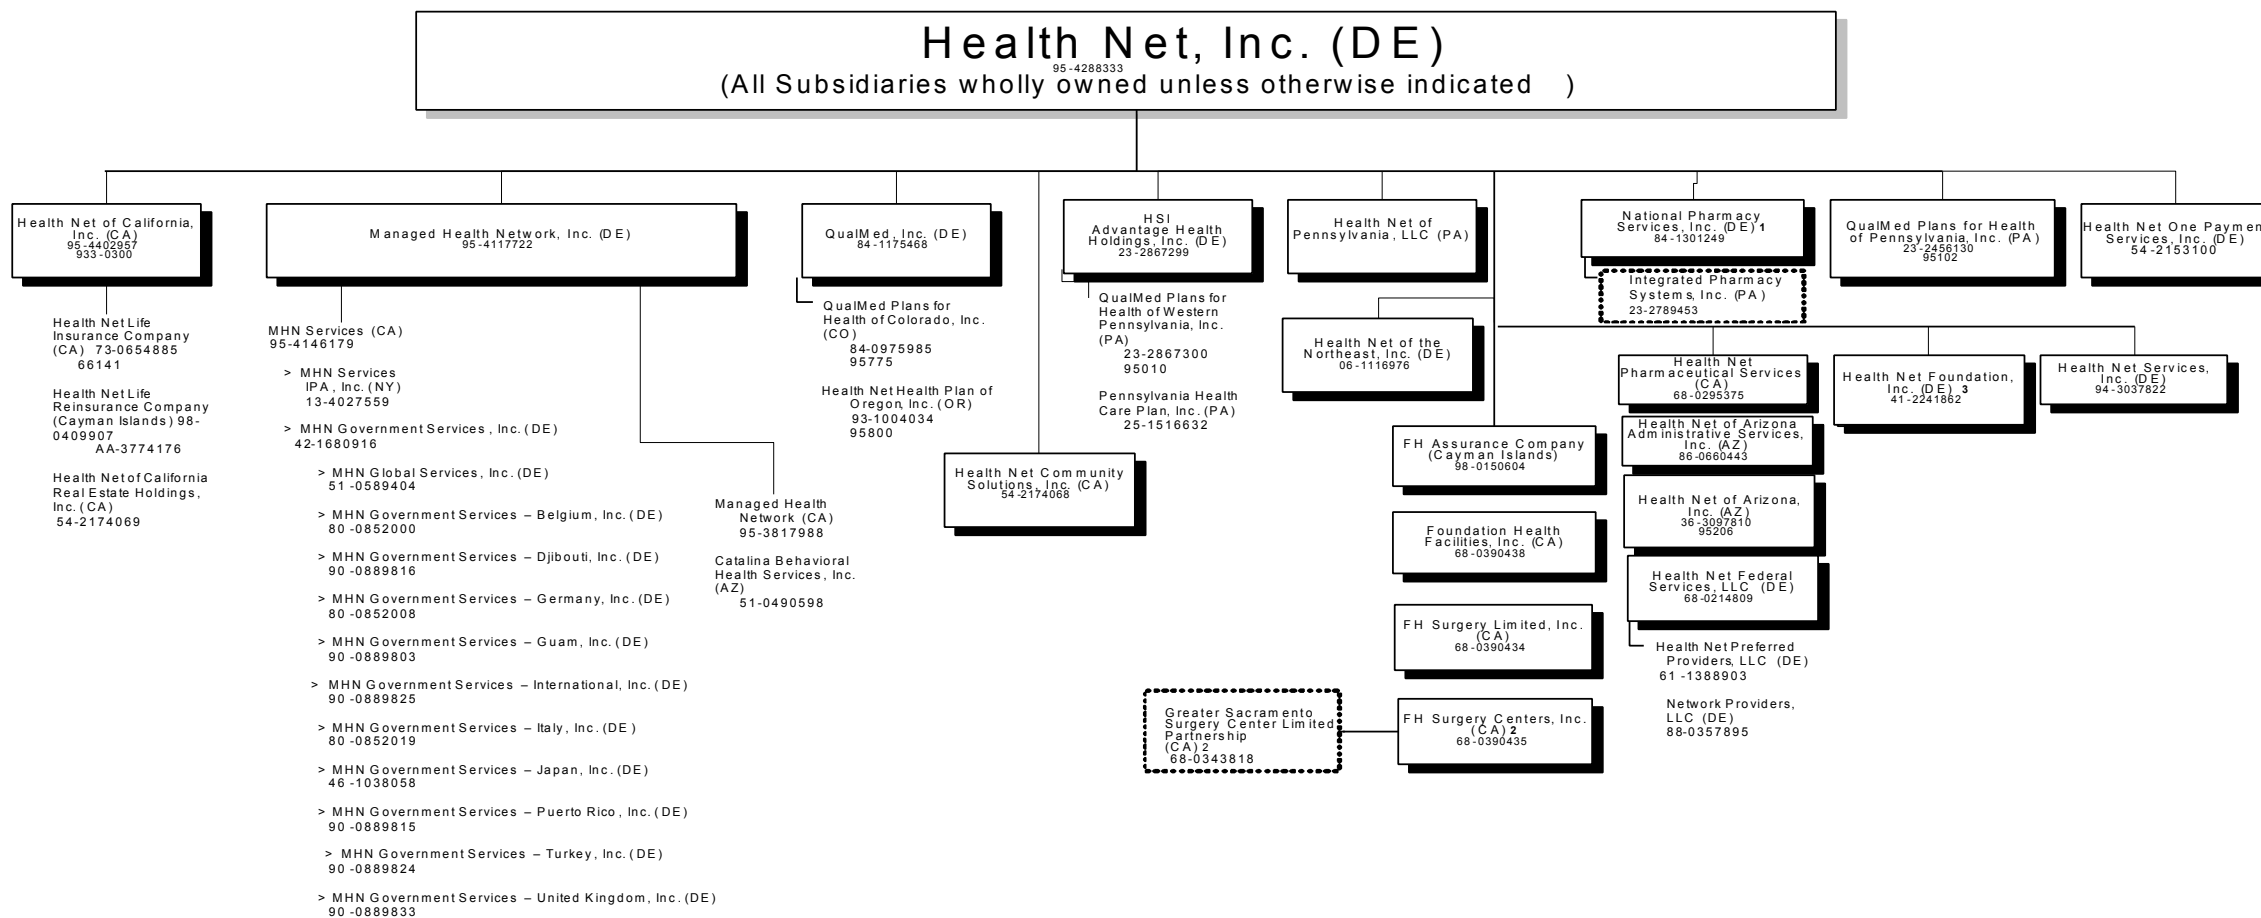 Health Net, Inc. (DE)
95-4288333
(All Subsidiaries wholly owned unless otherwise indicated )
Health Net of California,
Inc. (CA)
95-4402957
933-0300
Health Net Life
Insurance Company
(CA) 73-0654885
66141
Health Net Life
Reinsurance Company
(Cayman Islands) 98-
0409907
AA-3774176
Health Net of California
Real Estate Holdings,
Inc. (CA)
54-2174069
Managed Health Network, Inc. (DE)
95-4117722
MHN Services (CA)
95-4146179
> MHN Services
IPA, Inc. (NY)
13-4027559
> MHN Government Services, Inc. (DE)
42-1680916
> MHN Global Services, Inc. (DE)
51-0589404
> MHN Government Services – Belgium, Inc. (DE)
80-0852000
> MHN Government Services – Djibouti, Inc. (DE)
90-0889816
> MHN Government Services – Germany, Inc. (DE)
80-0852008
> MHN Government Services – Guam, Inc. (DE)
90-0889803
> MHN Government Services – International, Inc. (DE)
90-0889825
> MHN Government Services – Italy, Inc. (DE)
80-0852019
> MHN Government Services – Japan, Inc. (DE)
46-1038058
> MHN Government Services – Puerto Rico, Inc. (DE)
90-0889815
> MHN Government Services – Turkey, Inc. (DE)
90-0889824
> MHN Government Services – United Kingdom, Inc. (DE)
90-0889833
Managed Health
Network (CA)
95-3817988
Catalina Behavioral
Health Services, Inc.
(AZ)
51-0490598
QualMed, Inc. (DE)
84-1175468
QualMed Plans for
Health of Colorado, Inc.
(CO)
84-0975985
95775
Health Net Health Plan of
Oregon, Inc. (OR)
93-1004034
95800
Health Net Community
Solutions, Inc. (CA)
54-2174068
HSI
Advantage Health
Holdings, Inc. (DE)
23-2867299
QualMed Plans for
Health of Western
Pennsylvania, Inc.
(PA)
23-2867300
95010
Pennsylvania Health
Care Plan, Inc. (PA)
25-1516632
Health Net of
Pennsylvania, LLC (PA)
Health Net of the
Northeast, Inc. (DE)
06-1116976
FH Assurance Company
(Cayman Islands)
98-0150604
Foundation Health
Facilities, Inc. (CA)
68-0390438
FH Surgery Limited, Inc.
(CA)
68-0390434
FH Surgery Centers, Inc.
(CA) 2
68-0390435
Greater Sacramento
Surgery Center Limited
Partnership
(CA) 2
68-0343818
National Pharmacy
Services, Inc. (DE) 1
84-1301249
Integrated Pharmacy
Systems, Inc. (PA)
23-2789453
Health Net
Pharmaceutical Services
(CA)
68-0295375
Health Net of Arizona
Administrative Services,
Inc. (AZ)
86-0660443
Health Net of Arizona,
Inc. (AZ)
36-3097810
95206
Health Net Federal
Services, LLC (DE)
68-0214809
Health Net Preferred
Providers, LLC (DE)
61-1388903
Network Providers,
LLC (DE)
88-0357895
QualMed Plans for Health
of Pennsylvania, Inc. (PA)
23-2456130
95102
Health Net Foundation,
Inc. (DE) 3
41-2241862
Health Net One Paymen
Services, Inc. (DE)
54-2153100
Health Net Services,
Inc. (DE)
94-3037822